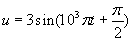 u = 3sin(10³πt + π/2)